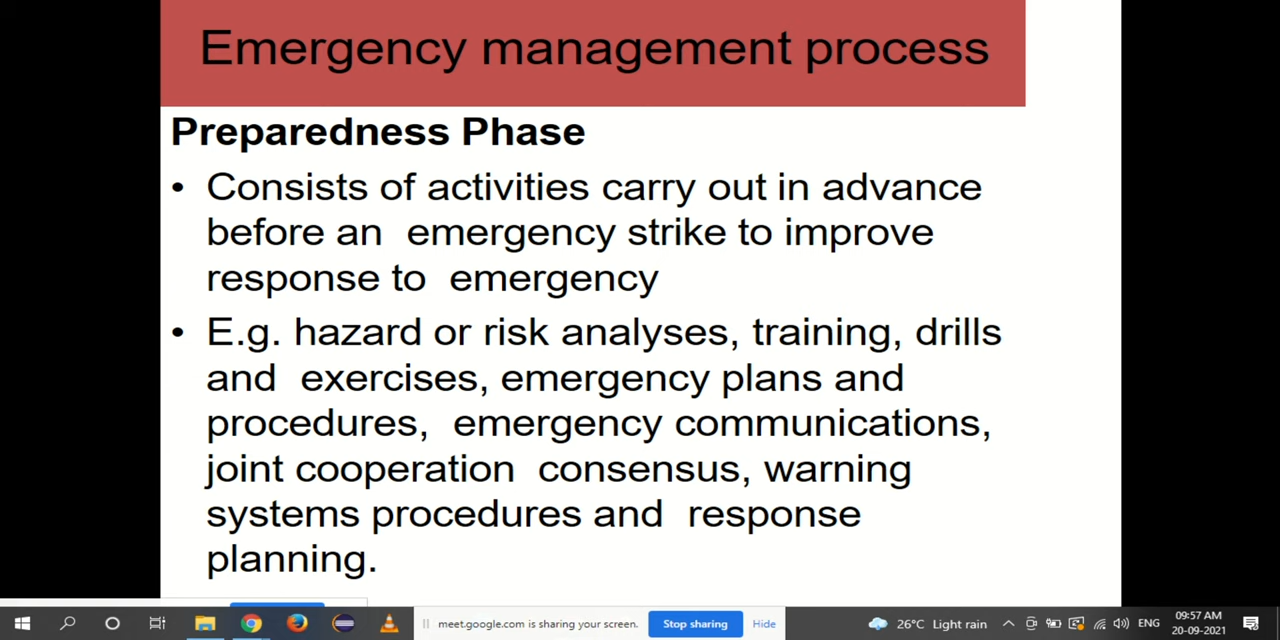 Emergency management process
Preparedness Phase
• Consists of activities carry out in advance
before an emergency strike to improve
response to emergency
• E.g. hazard or risk analyses, training, drills
and exercises, emergency plans and
procedures, emergency communications,
joint cooperation consensus, warning
systems procedures and response
planning.
meet.google.com is sharing your screen. Stop sharing Hide
26°C Light rain ENG 09:57 AM
20-09-2021